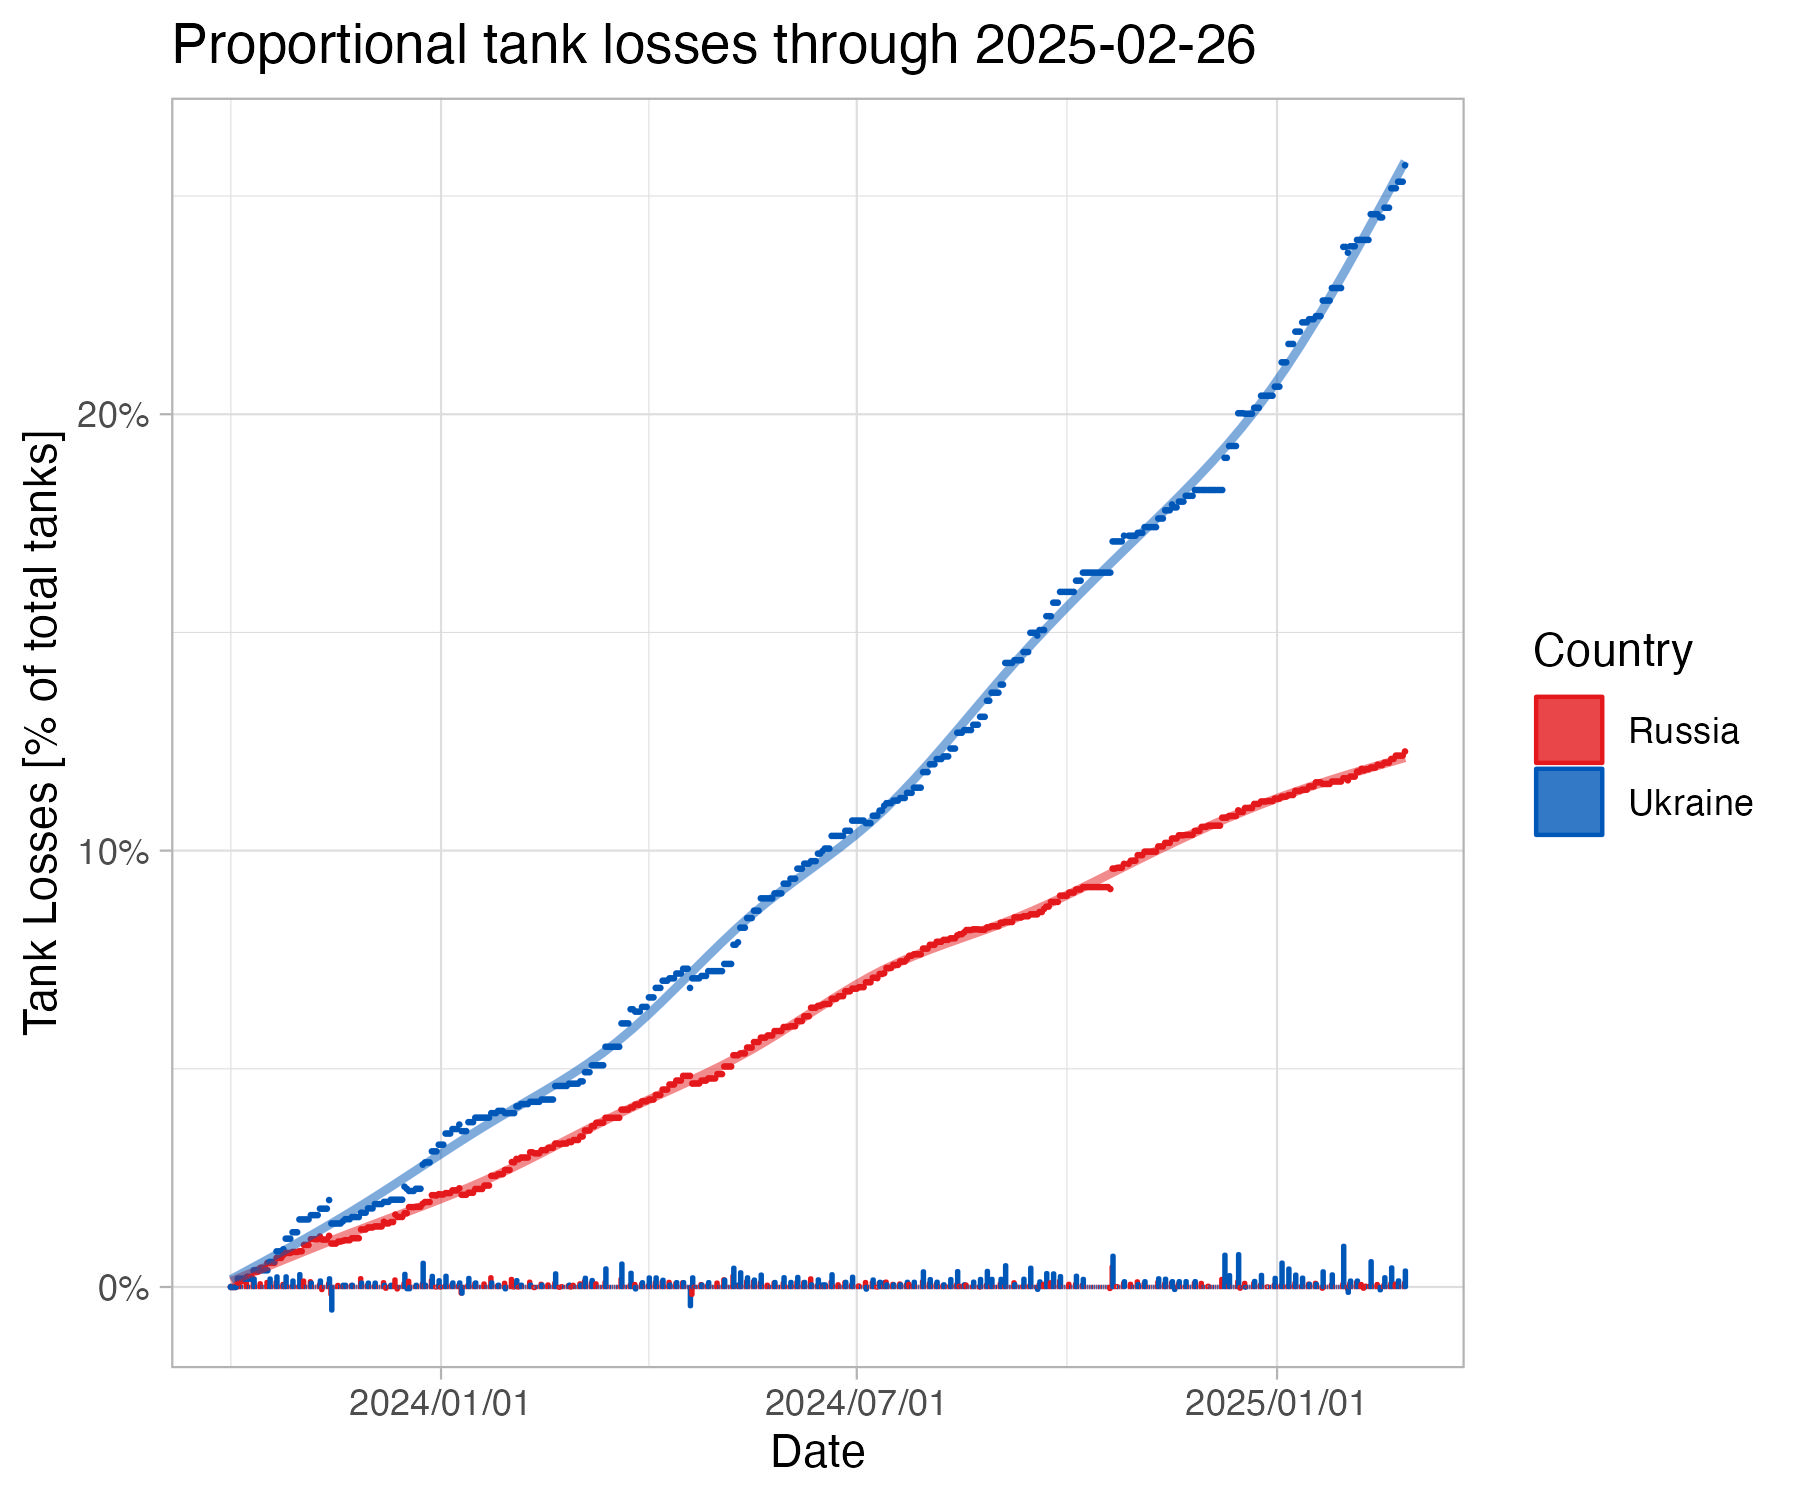 Proportional tank losses through 2025-02-26
Tank Losses [% of total tanks]
20%
10%
0%
2024/01/01
2024/07/01
2025/01/01
Date
Country
Russia
Ukraine